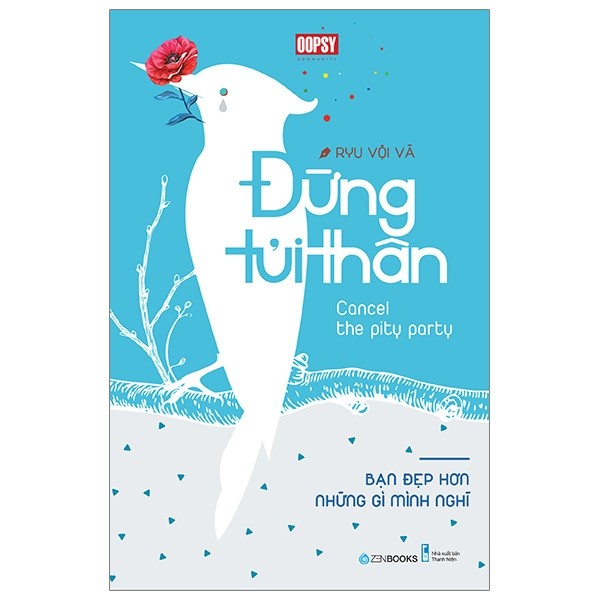 OOPSY
COMMUNITY
RYU VỘI VÃ
Đừng
tủi thân
Cancel
the pity party
BẠN ĐẸP HƠN
NHỮNG GÌ MÌNH NGHĨ
ZENBOOKS
Nhà xuất bản
Thanh Niên